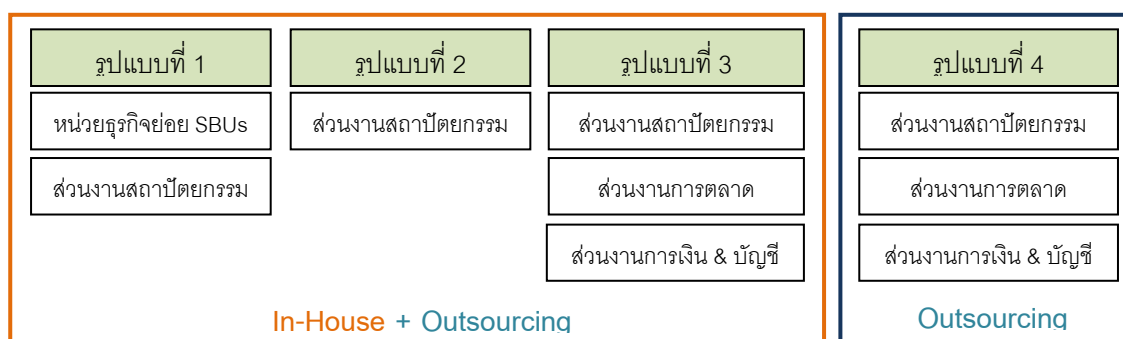 รูปแบบที่ 1
รูปแบบที่ 2
รูปแบบที่ 3
รูปแบบที่ 4
หน่วยธุรกิจย่อย SBUs
ส่วนงานสถาปัตยกรรม
ส่วนงานสถาปัตยกรรม
ส่วนงานสถาปัตยกรรม
ส่วนงานสถาปัตยกรรม
ส่วนงานการตลาด
ส่วนงานการตลาด
ส่วนงานการเงิน & บัญชี
ส่วนงานการเงิน & บัญชี
In-House + Outsourcing
Outsourcing